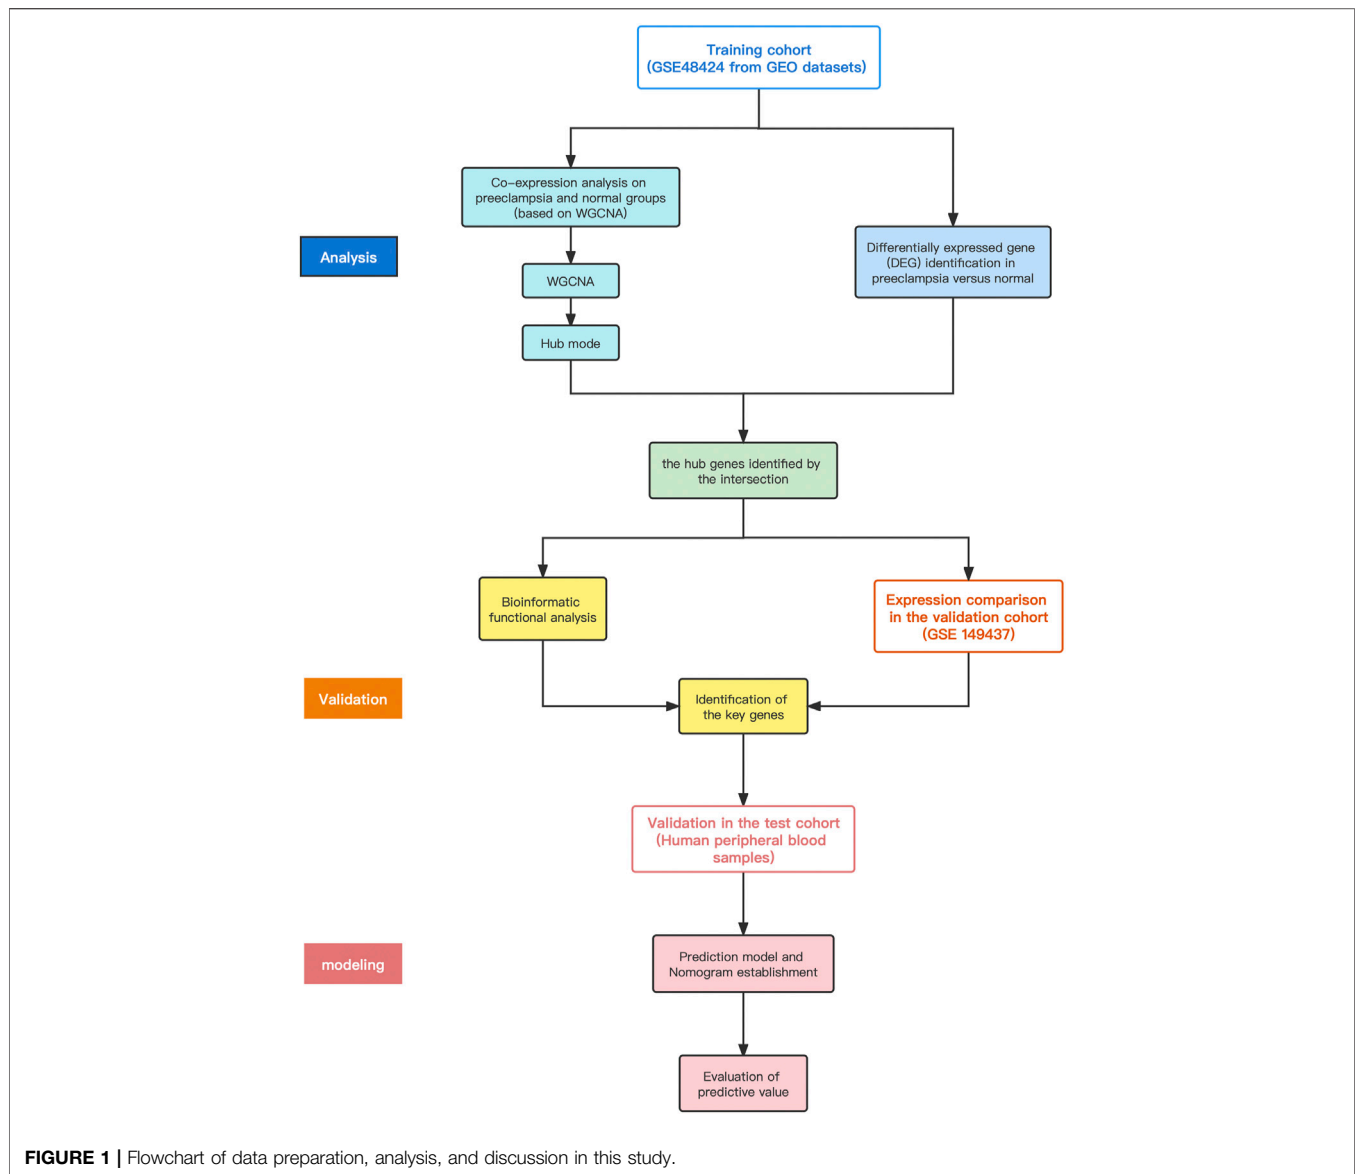 Training cohort
(GSE48424 from GEO datasets)
Co-expression analysis on
preeclampsia and normal groups
(based on WGCNA)
Analysis
Differentially expressed gene
(DEG) identification in
preeclampsia versus normal
WGCNA
Hub mode
the hub genes identified by
the intersection
Bioinformatic
functional analysis
Expression comparison
in the validation cohort
(GSE 149437)
Validation
Identification of
the key genes
Validation in the test cohort
(Human peripheral blood
samples)
modeling
Prediction model and
Nomogram establishment
Evaluation of
predictive value
FIGURE 1 | Flowchart of data preparation, analysis, and discussion in this study.